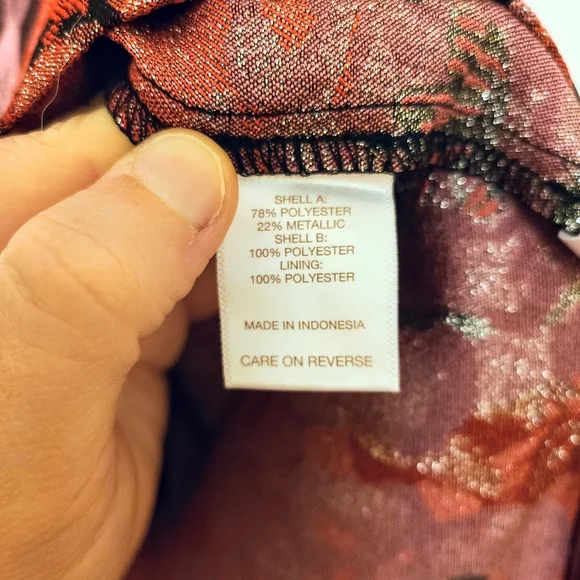 SHELL A:
78% POLYESTER
22% METALLIC
SHELL B:
100% POLYESTER
LINING:
100% POLYESTER
MADE IN INDONESIA
CARE ON REVERSE